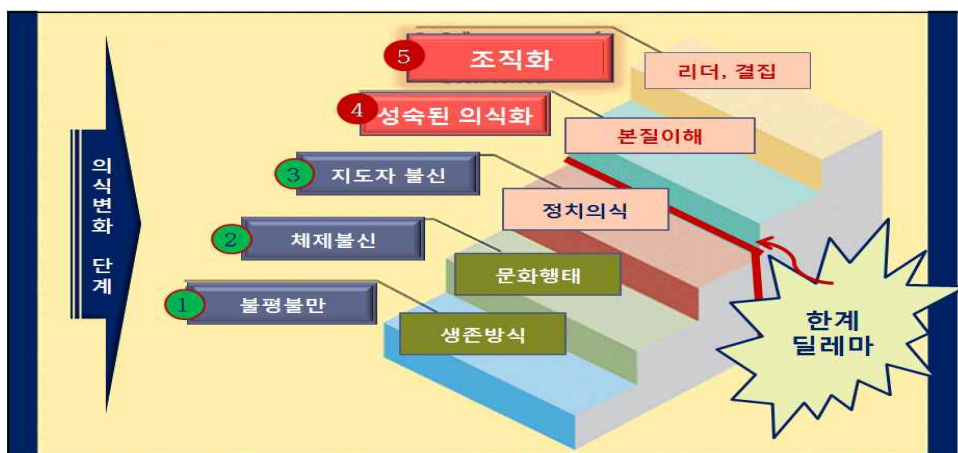 의식변화 단계
5 조직화
리더, 결집
4 성숙된 의식화
본질이해
3 지도자 불신
정치의식
2 체제불신
문화행태
1 불평불만
생존방식
한계
딜레마